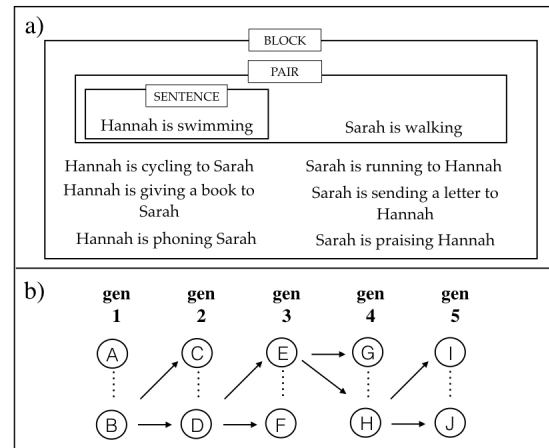 a)
BLOCK
PAIR
SENTENCE
Hannah is swimming
Sarah is walking
Hannah is cycling to Sarah
Sarah is running to Hannah
Hannah is giving a book to
Sarah
Sarah is sending a letter to
Hannah
Hannah is phoning Sarah
Sarah is praising Hannah
b)
gen gen gen gen gen
1 2 3 4 5
A C E G I
B D F H J